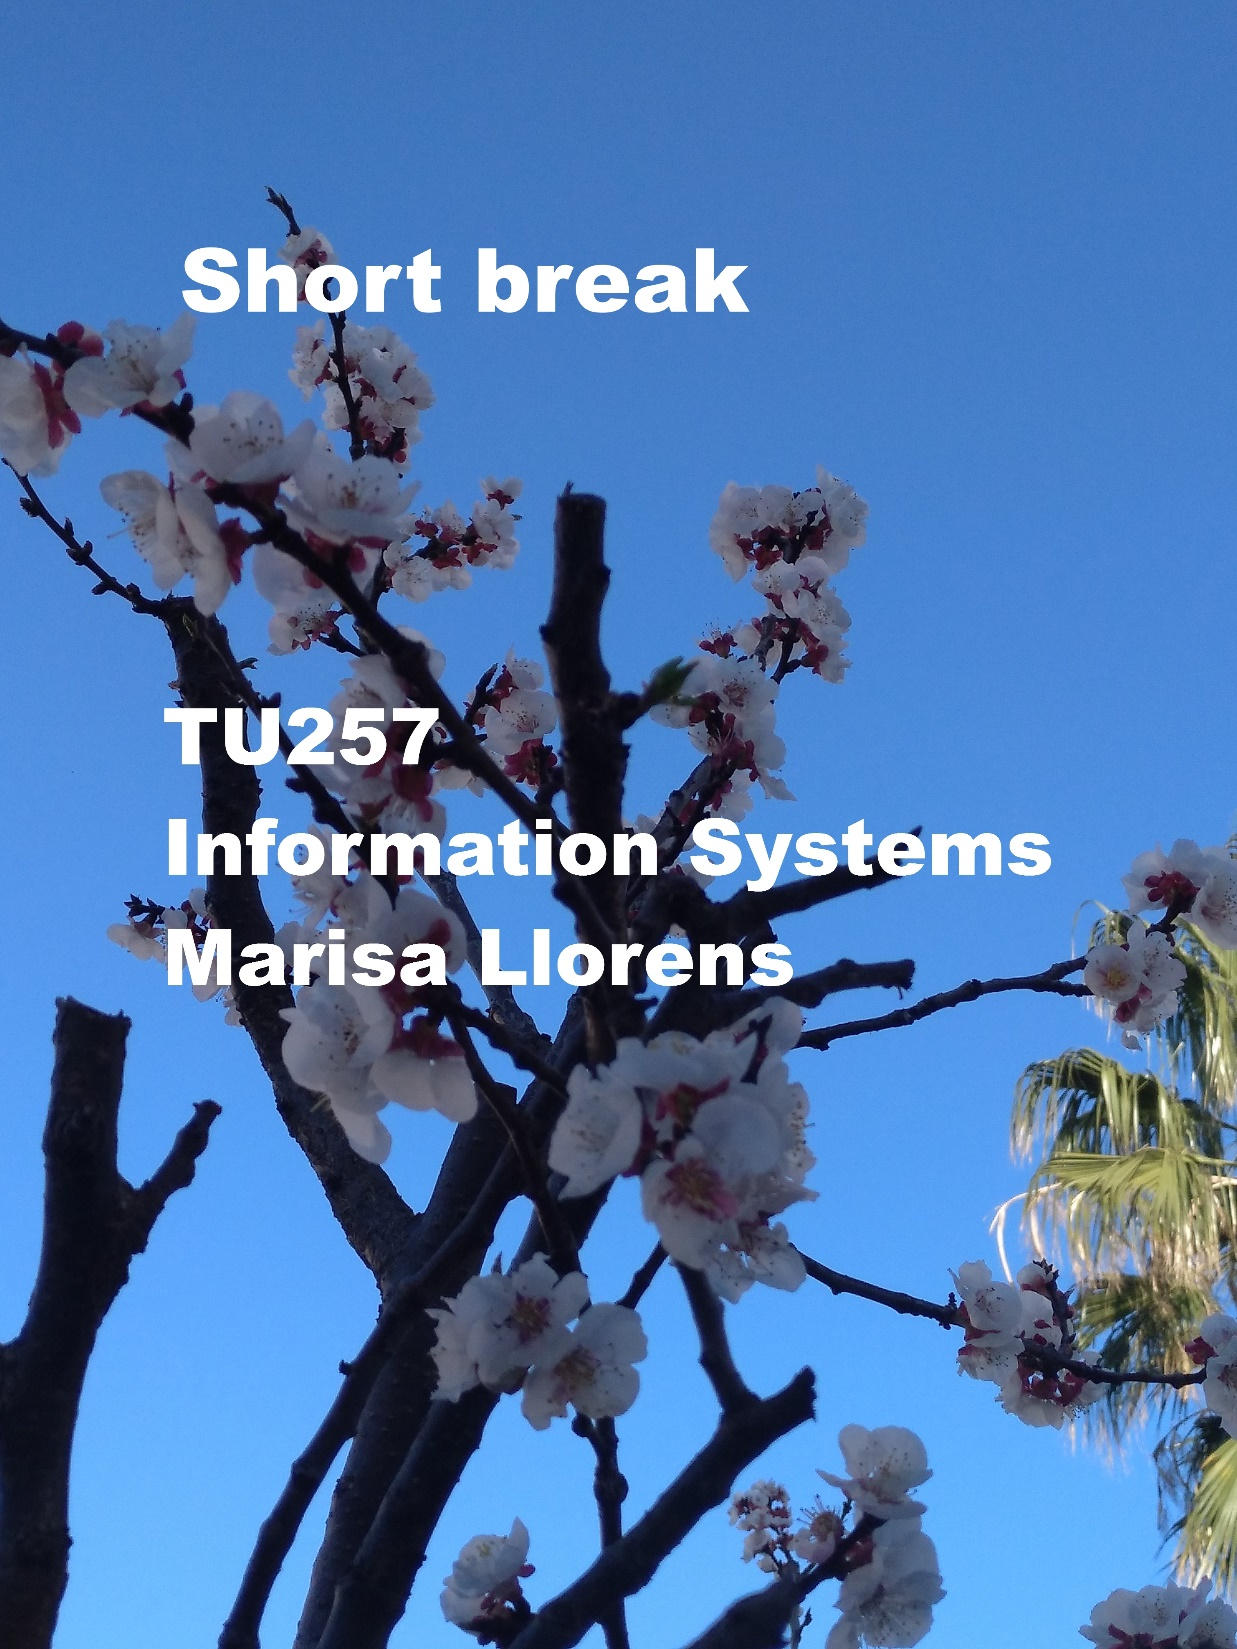 Short break
TU257
Information Systems
Marisa Llorens